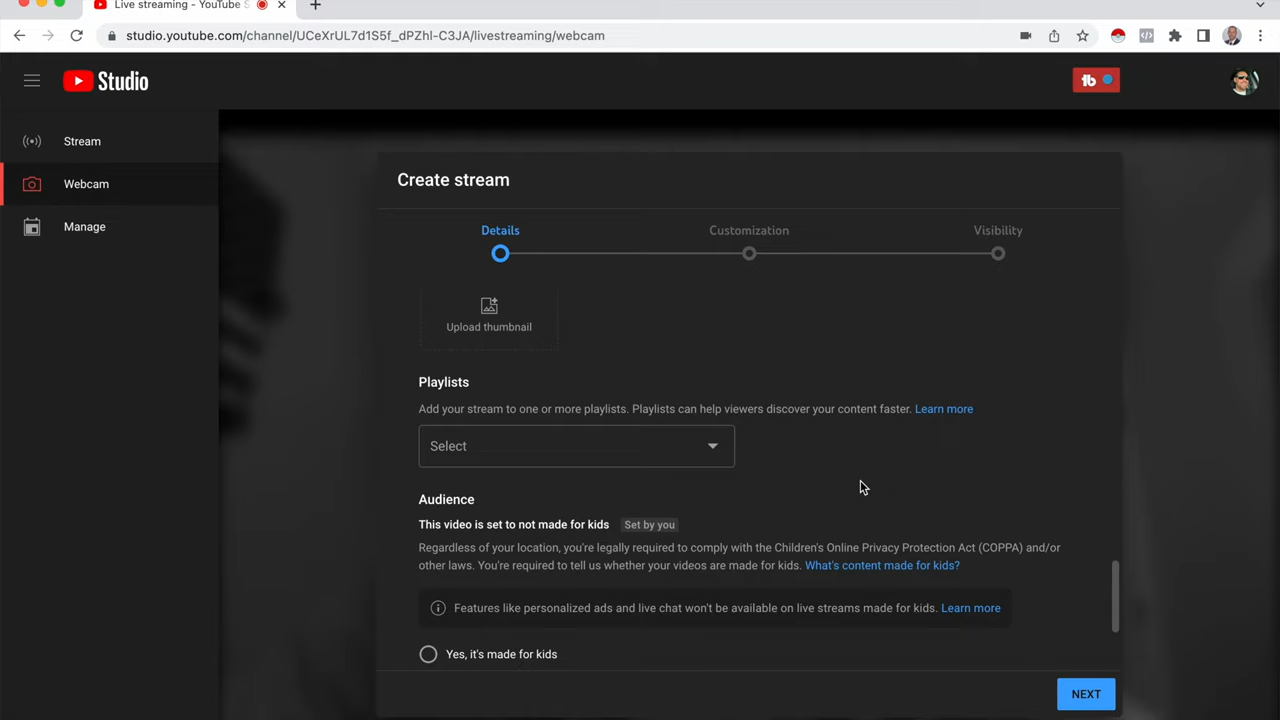 Live streaming - YouTube S
studio.youtube.com/channel/UCeXrUL7d1S5f_dPZhl-C3JA/livestreaming/webcam
Studio
tb
Stream
Webcam
Manage
Create stream
Details
Customization
Visibility
Upload thumbnail
Playlists
Add your stream to one or more playlists. Playlists can help viewers discover your content faster. Learn more
Select
Audience
This video is set to not made for kids Set by you
Regardless of your location, you're legally required to comply with the Children's Online Privacy Protection Act (COPPA) and/or
other laws. You're required to tell us whether your videos are made for kids. What's content made for kids?
Features like personalized ads and live chat won't be available on live streams made for kids. Learn more
Yes, it's made for kids
NEXT